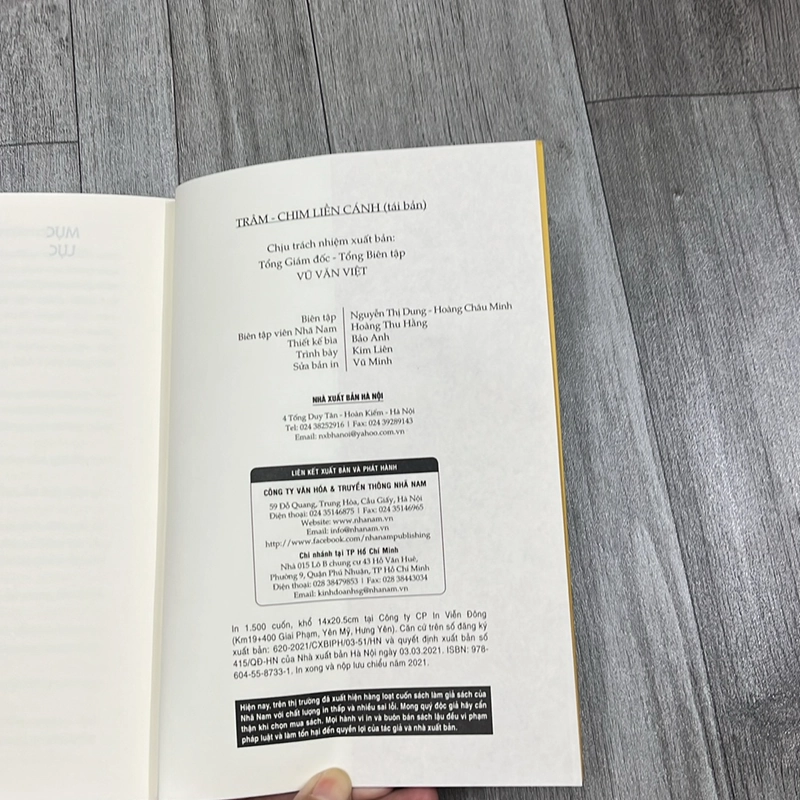 MỤC
LỤC
TRÂM - CHIM LIỀN CÁNH (tái bản)
Chịu trách nhiệm xuất bản:
Tổng Giám đốc - Tổng Biên tập
VŨ VĂN VIỆT
Biên tập Nguyễn Thị Dung - Hoàng Châu Minh
Biên tập viên Nhã Nam Hoàng Thu Hằng
Thiết kế bìa Bảo Anh
Trình bày Kim Liên
Sửa bản in Vũ Minh
NHÀ XUẤT BẢN HÀ NỘI
4 Tống Duy Tân - Hoàn Kiếm - Hà Nội
Tel: 024 38252916 | Fax: 024 39289143
Email: nxbhanoi@yahoo.com.vn
LIÊN KẾT XUẤT BẢN VÀ PHÁT HÀNH
CÔNG TY VĂN HÓA & TRUYỀN THÔNG NHÃ NAM
59 Đỗ Quang, Trung Hòa, Cầu Giấy, Hà Nội
Điện thoại: 024 35146875 | Fax: 024 35146965
Website: www.nhanam.vn
Email: info@nhanam.vn
http://www.facebook.com/nhanampublishing
Chi nhánh tại TP Hồ Chí Minh
Nhà 015 Lô B chung cư 43 Hồ Văn Huê,
Phường 9, Quận Phú Nhuận, TP Hồ Chí Minh
Điện thoại: 028 38479853 | Fax: 028 38443034
Email: kinhdoanhsg@nhanam.vn
In 1.500 cuốn, khổ 14x20.5cm tại Công ty CP In Viễn Đông
(Km19+400 Giai Phạm, Yên Mỹ, Hưng Yên). Căn cứ trên số đăng ký
xuất bản: 620-2021/CXBIPH/03-51/HN và quyết định xuất bản số
415/QĐ-HN của Nhà xuất bản Hà Nội ngày 03.03.2021. ISBN: 978-
604-55-8733-1. In xong và nộp lưu chiểu năm 2021.
Hiện nay, trên thị trường đã xuất hiện hàng loạt cuốn sách làm giả sách của
Nhã Nam với chất lượng in thấp và nhiều sai lỗi. Mong quý độc giả hãy cẩn
thận khi chọn mua sách. Mọi hành vi in và buôn bán sách lậu đều vi phạm
pháp luật và làm tổn hại đến quyền lợi của tác giả và nhà xuất bản.